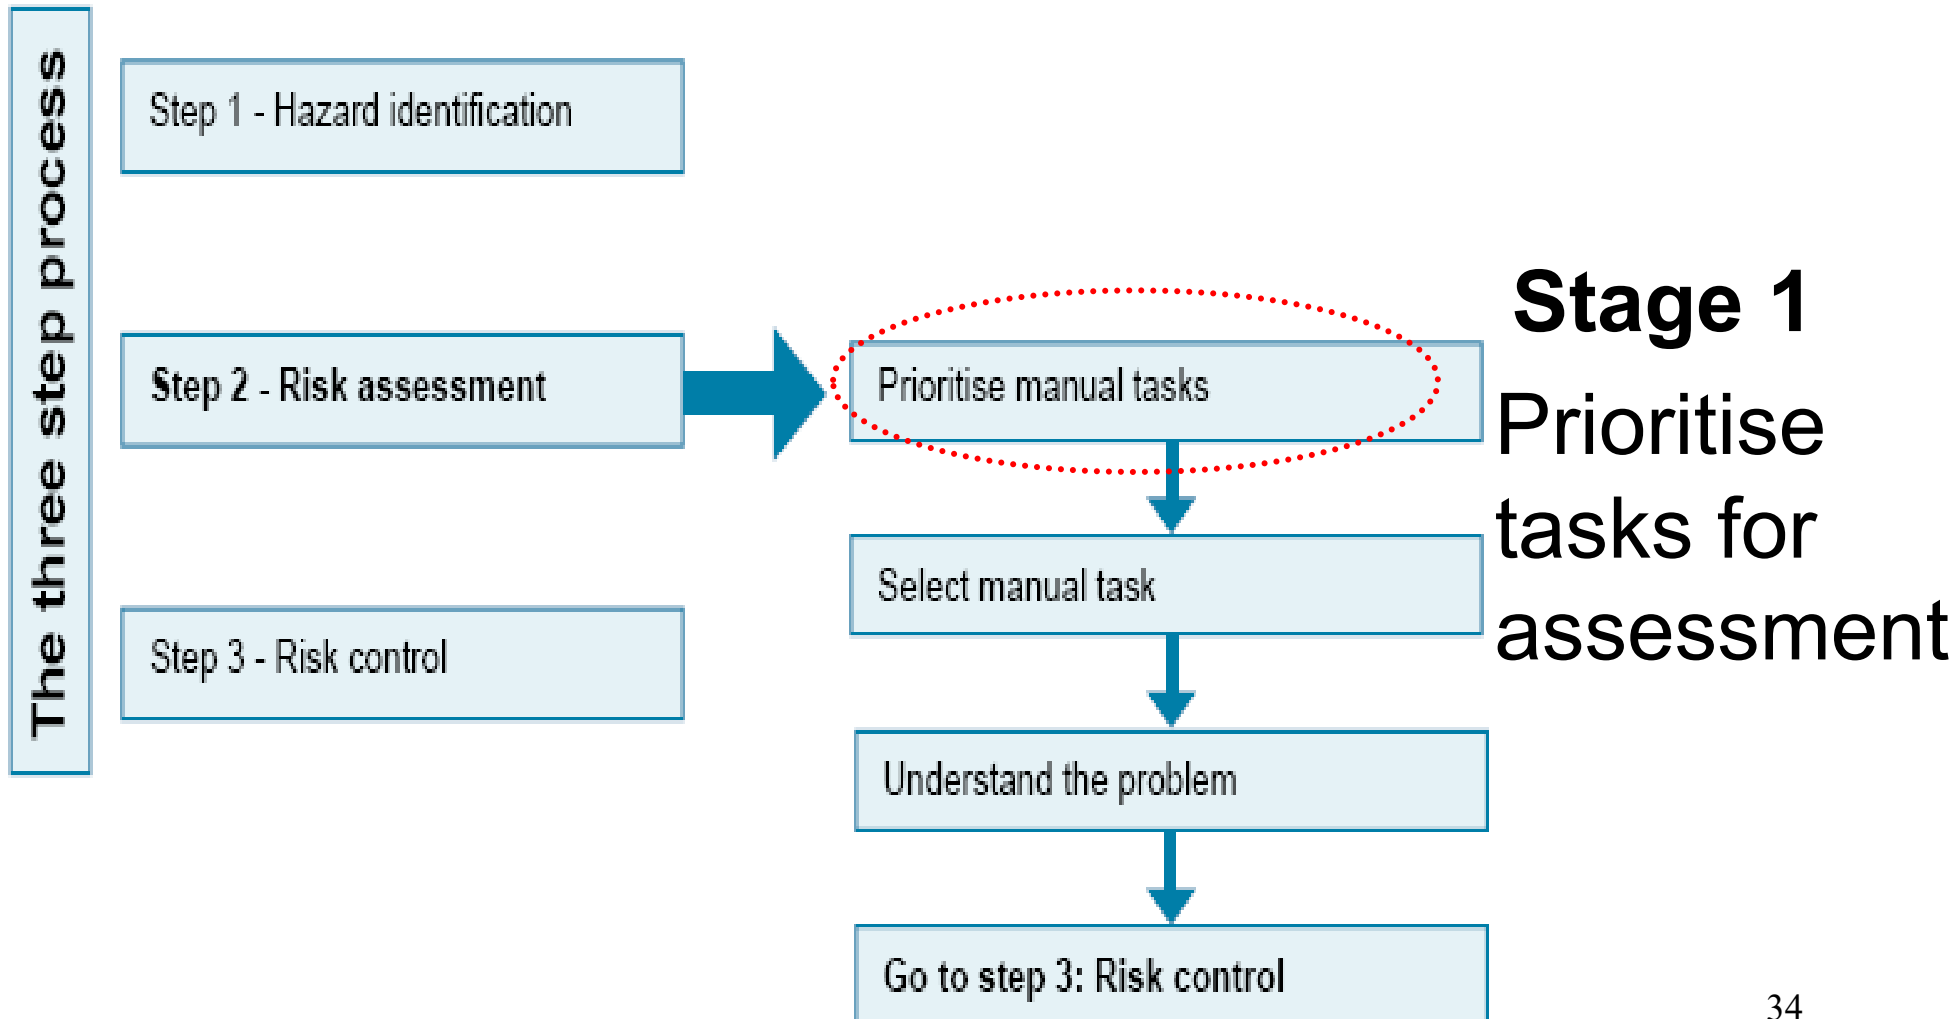 The three step process
Step 1 - Hazard identification
Step 2 - Risk assessment
Step 3 - Risk control
Prioritise manual tasks
Select manual task
Understand the problem
Go to step 3: Risk control
Stage 1
Prioritise
tasks for
assessment
34